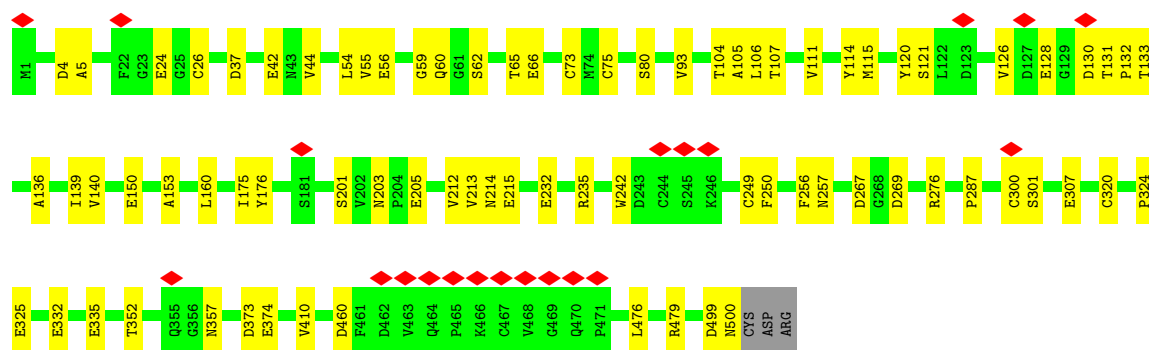 M1 D4 A5 F22 G23 E24 G25 C26 D37 E42 N43 V44 L54 V55 E56 G59 Q60 G61 S62 T65 E66 C73 M74 C75 S80 V93 T104 A105 L106 T107 V111 Y114 M115 Y120 S121 L122 D123 V126 D127 E128 G129 D130 T131 P132 T133
A136 I139 V140 E150 A153 L160 I175 Y176 S181 S201 V202 N203 P204 E205 V212 V213 N214 E215 E232 R235 W242 D243 C244 S245 K246 C249 F250 F256 N257 D267 G268 D269 R276 P287 C300 S301 E307 C320 P324
E325 E332 E335 T352 Q355 G356 N357 D373 E374 V410 D460 F461 D462 V463 Q464 P465 K466 C467 V468 G469 Q470 P471 L476 R479 D499 N500 CYS ASP ARG